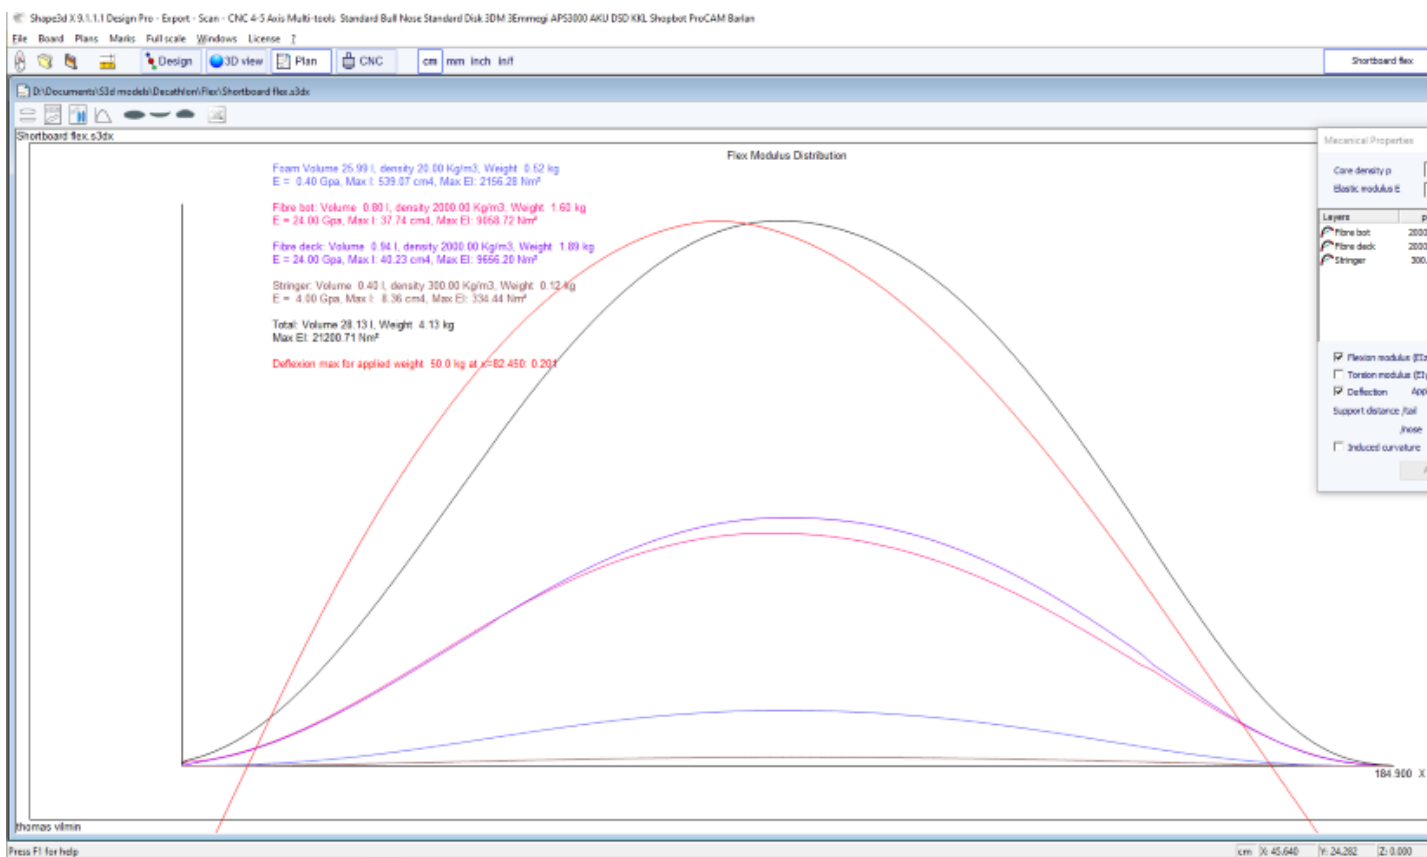 Shape3d X 9.1.1.1 Design Pro - Export - Scan - CNC 4-5 Axis Multi-tools Standard Bull Nose Standard Disk 3DM 3Emmegi APS3000 AKU DSD KKL Shopbot ProCAM Barlan
File Board Plans Marks Full scale Windows License ?
Design 3D view Plan CNC cm mm inch in/f Shortboard flex
D:\Documents\S3d models\Decathlon\Flex\Shortboard flex.s3dx
Shortboard flex.s3dx
Flex Modulus Distribution
Foam Volume 25.99 l, density 20.00 Kg/m3, Weight 0.52 kg
E = 0.40 Gpa, Max I: 539.07 cm4, Max EI: 2156.28 Nm²
Fibre bot: Volume 0.80 l, density 2000.00 Kg/m3, Weight 1.60 kg
E = 24.00 Gpa, Max I: 37.74 cm4, Max EI: 9058.72 Nm²
Fibre deck: Volume 0.94 l, density 2000.00 Kg/m3, Weight 1.89 kg
E = 24.00 Gpa, Max I: 40.23 cm4, Max EI: 9656.20 Nm²
Stringer: Volume 0.40 l, density 300.00 Kg/m3, Weight 0.12 kg
E = 4.00 Gpa, Max I: 8.36 cm4, Max EI: 334.44 Nm²
Total: Volume 28.13 l, Weight 4.13 kg
Max EI: 21200.71 Nm²
Deflexion max for applied weight 50.0 kg at x=82.450: 0.201
Mecanical Properties
Core density ρ
Elastic modulus E
Layers ρ
Fibre bot 2000
Fibre deck 2000
Stringer 300.
Flexion modulus (EI
Torsion modulus (EI
Deflection App
Support distance /tail
/nose
Induced curvature
184.900 X
thomas vilmin
Press F1 for help
cm X: 45.640 Y: 24.282 Z: 0.000